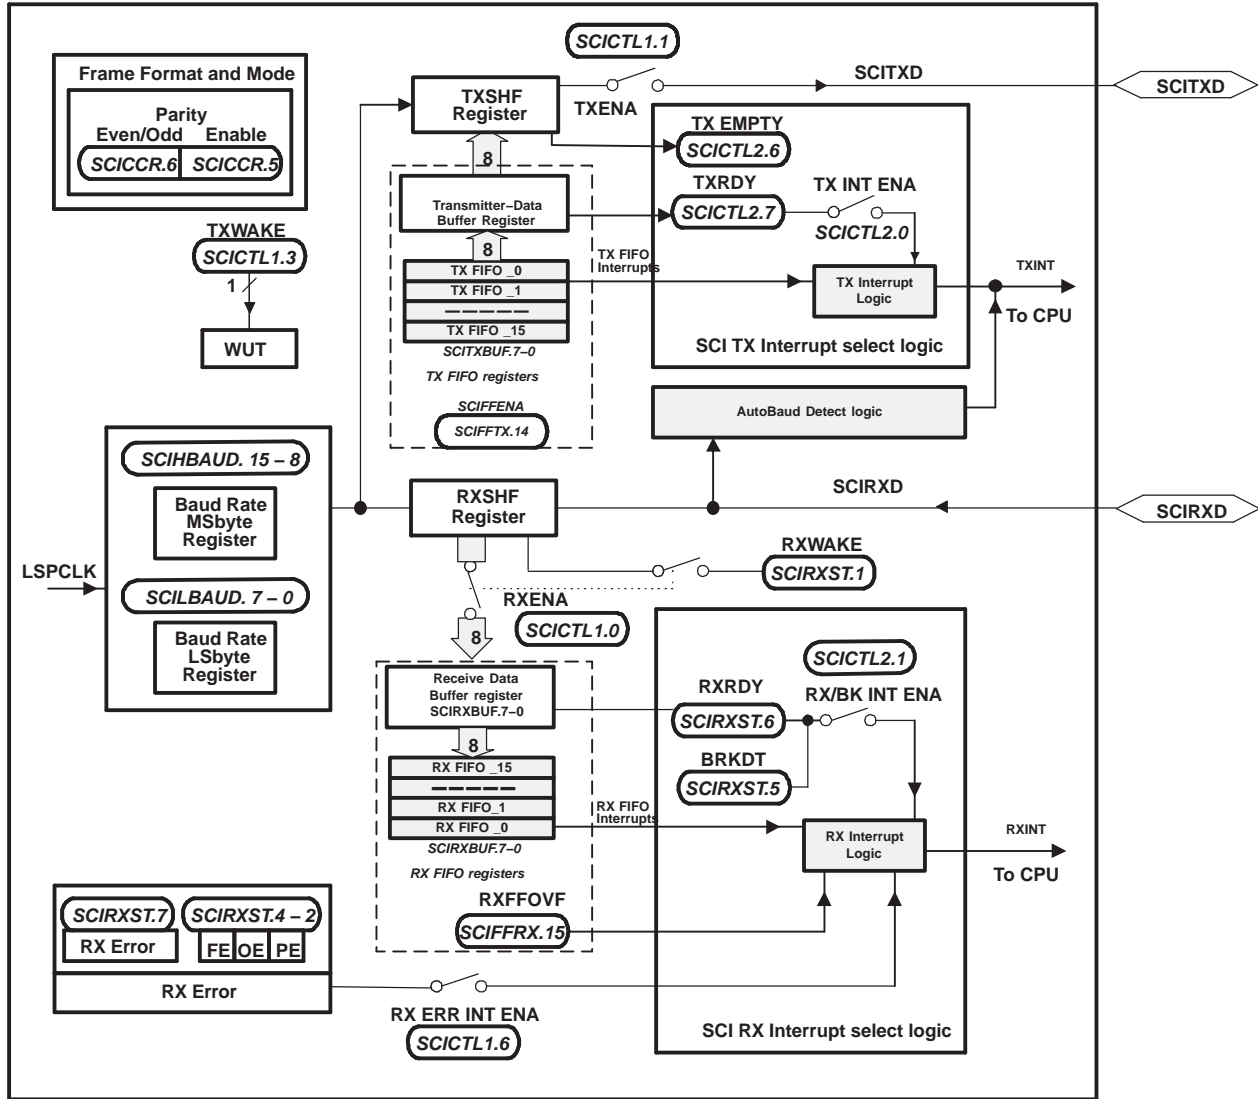 SCICTL1.1
Frame Format and Mode
Parity
Even/Odd Enable
SCICCR.6 SCICCR.5
TXSHF
Register
TXENA
SCITXD
SCITXD
8
TX EMPTY
SCICTL2.6
TXRDY
SCICTL2.7
TX INT ENA
SCICTL2.0
Transmitter–Data
Buffer Register
8
TXWAKE
SCICTL1.3
1
WUT
TX FIFO
Interrupts
TX FIFO _0
TX FIFO _1
–––––
TX FIFO _15
SCITXBUF.7–0
TX FIFO registers
SCIFFENA
SCIFFTX.14
TX Interrupt
Logic
TXINT
To CPU
SCI TX Interrupt select logic
AutoBaud Detect logic
LSPCLK
SCIHBAUD. 15 – 8
Baud Rate
MSbyte
Register
SCILBAUD. 7 – 0
Baud Rate
LSbyte
Register
RXSHF
Register
SCIRXD
SCIRXD
RXWAKE
SCIRXST.1
RXENA
SCICTL1.0
8
Receive Data
Buffer register
SCIRXBUF.7–0
8
RX FIFO _15
–––––
RX FIFO_1
RX FIFO _0
SCIRXBUF.7–0
RX FIFO registers
RX FIFO
Interrupts
SCICTL2.1
RXRDY
SCIRXST.6
RX/BK INT ENA
BRKDT
SCIRXST.5
RX Interrupt
Logic
RXINT
To CPU
RXFFOVF
SCIFFRX.15
SCIRXST.7 SCIRXST.4 – 2
RX Error FE OE PE
RX Error
RX ERR INT ENA
SCICTL1.6
SCI RX Interrupt select logic